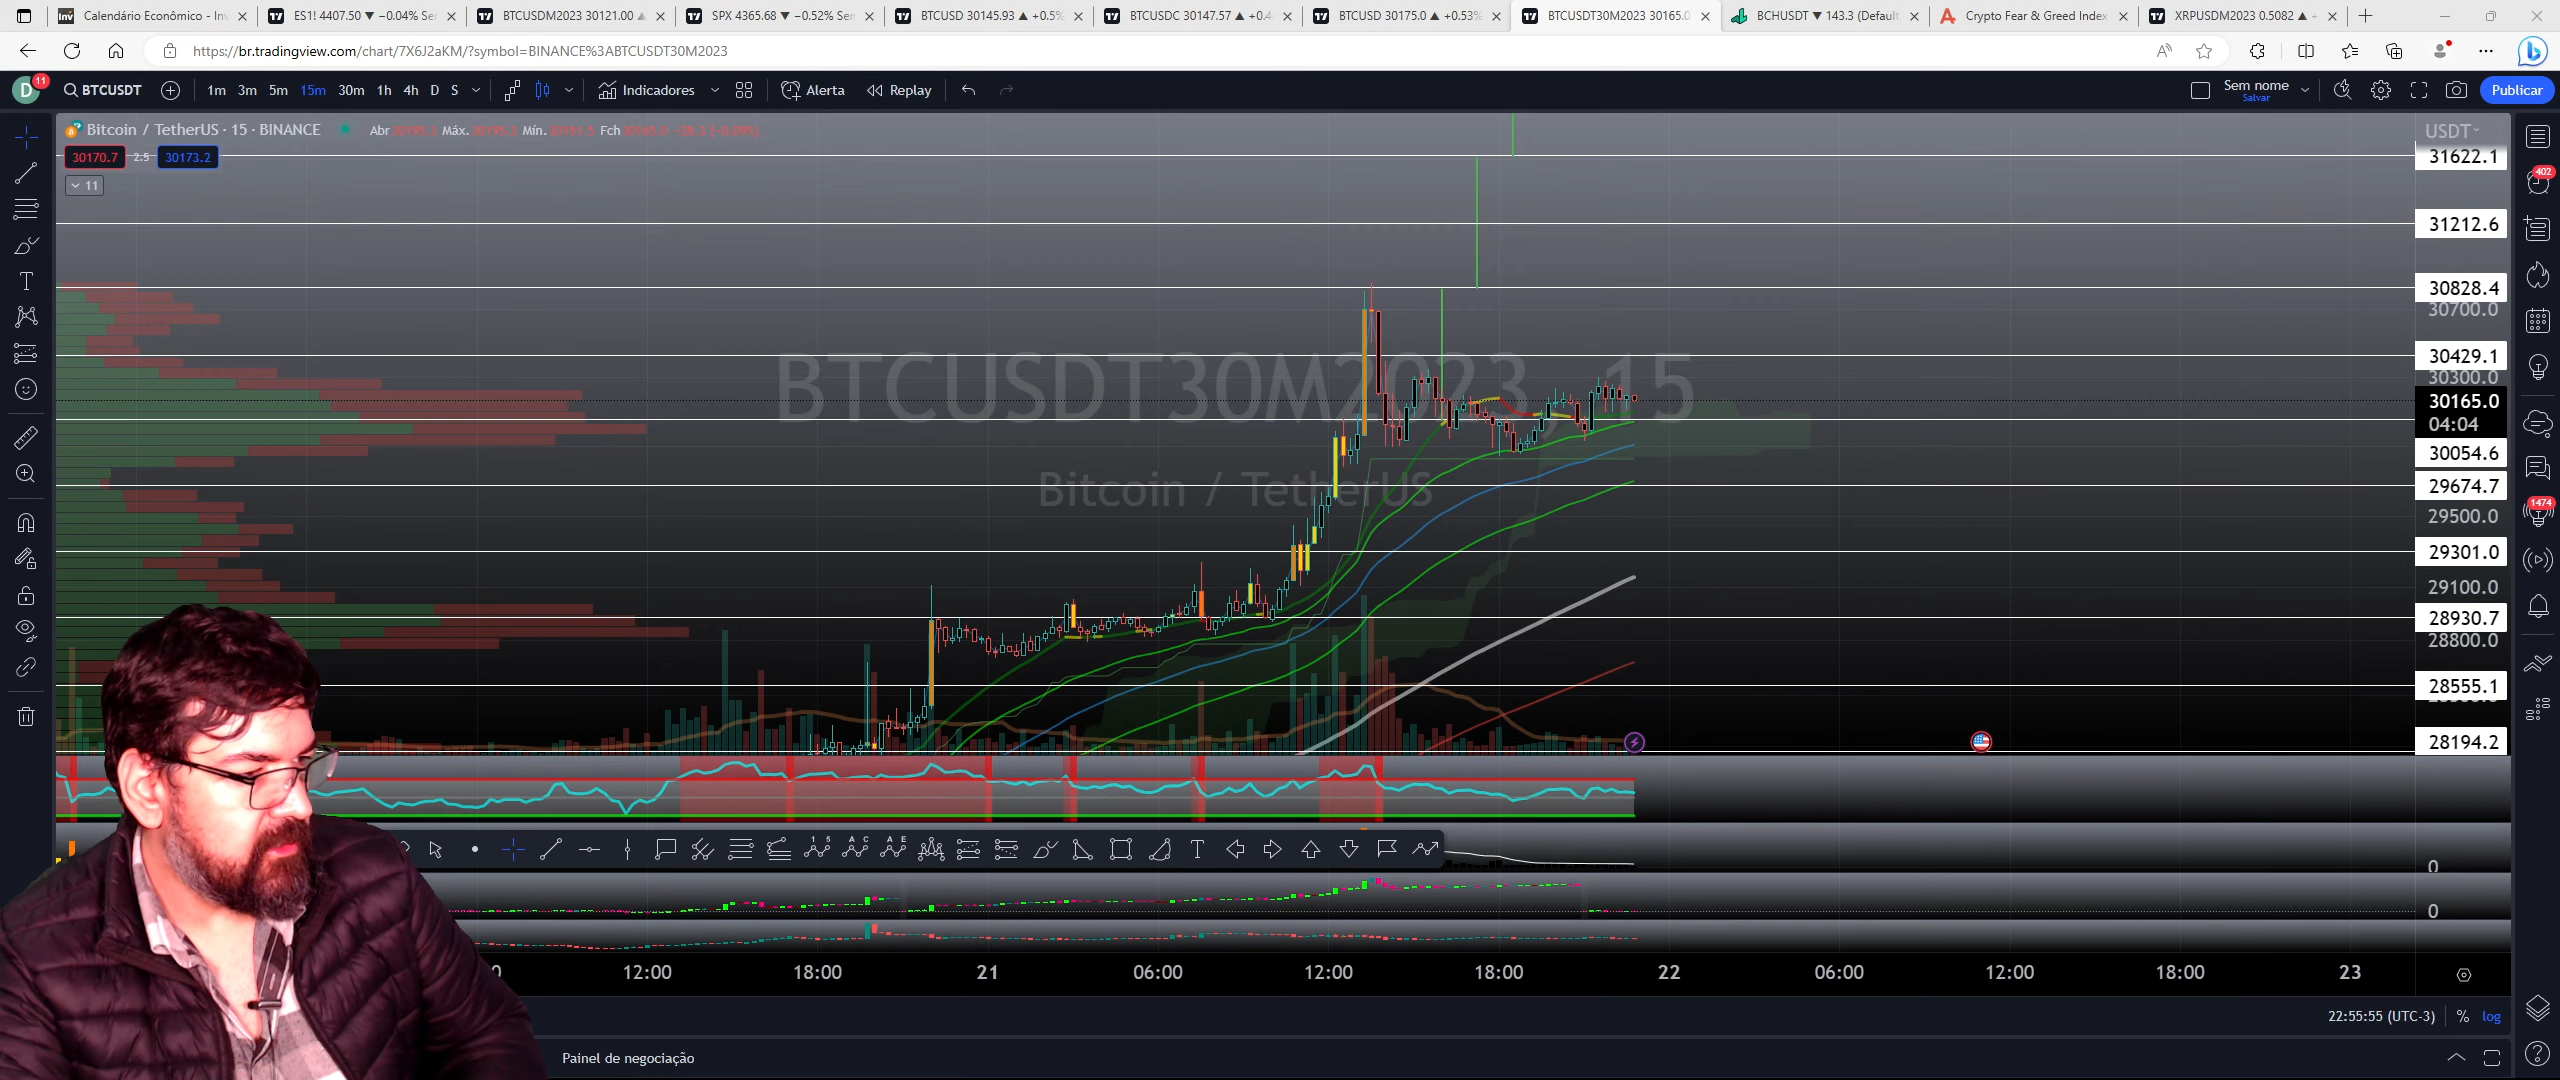 Calendário Econômico - Inv
ES1! 4407.50 ▼ −0.04% Ser
BTCUSDM2023 30121.00 ▲
SPX 4365.68 ▼ −0.52% Sen
BTCUSD 30145.93 ▲ +0.5%
BTCUSDC 30147.57 ▲ +0.4
BTCUSD 30175.0 ▲ +0.53%
BTCUSDT30M2023 30165.0
BCHUSDT ▼ 143.3 (Default
Crypto Fear & Greed Index
XRPUSDM2023 0.5082 ▲
https://br.tradingview.com/chart/7X6J2aKM/?symbol=BINANCE%3ABTCUSDT30M2023
D 11
BTCUSDT
1m 3m 5m 15m 30m 1h 4h D S
Indicadores
Alerta
Replay
Sem nome
Salvar
Publicar
Bitcoin / TetherUS · 15 · BINANCE
Abr Máx. Mín. Fch
30170.7 2.5 30173.2
11
USDT
31622.1
31212.6
30828.4
30700.0
30429.1
30300.0
30165.0
04:04
30054.6
29674.7
29500.0
29301.0
29100.0
28930.7
28800.0
28555.1
28194.2
BTCUSDT30M2023, 15
Bitcoin / TetherUS
402
1474
0
0
12:00 18:00 21 06:00 12:00 18:00 22 06:00 12:00 18:00 23
22:55:55 (UTC-3) % log
Painel de negociação